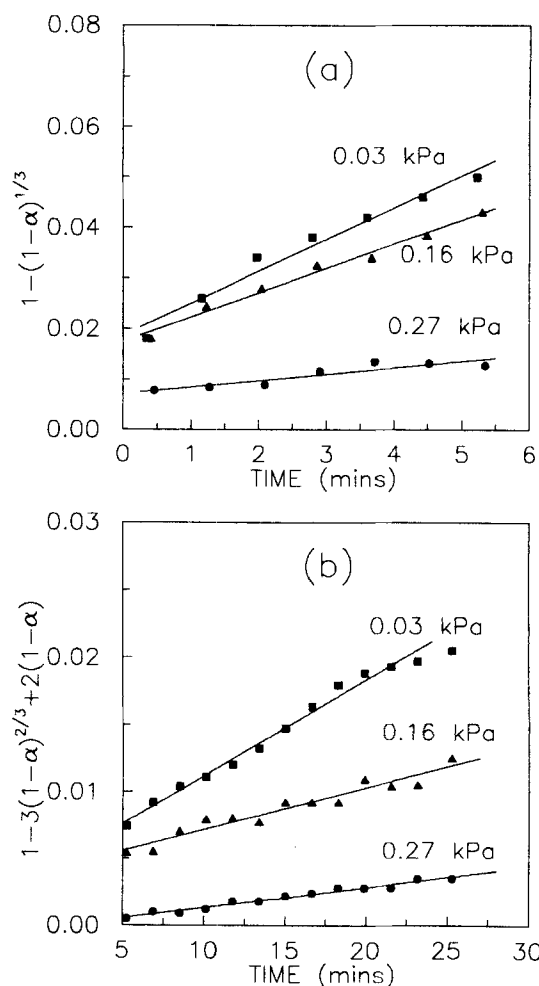 0.08
(a)
0.06
0.03 kPa
1−(1−α)^1/3
0.04
0.16 kPa
0.02
0.27 kPa
0.00
0 1 2 3 4 5 6
TIME (mins)
0.03
(b)
0.03 kPa
1−3(1−α)^2/3+2(1−α)
0.02
0.16 kPa
0.01
0.27 kPa
0.00
5 10 15 20 25 30
TIME (mins)